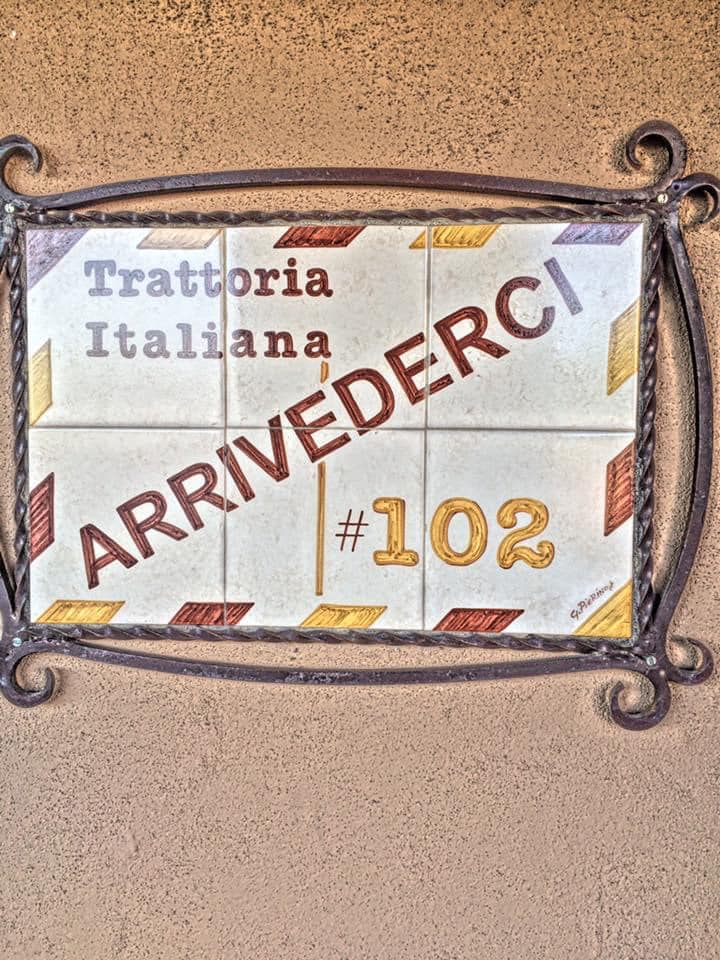 Trattoria
Italiana
ARRIVEDERCI
#102